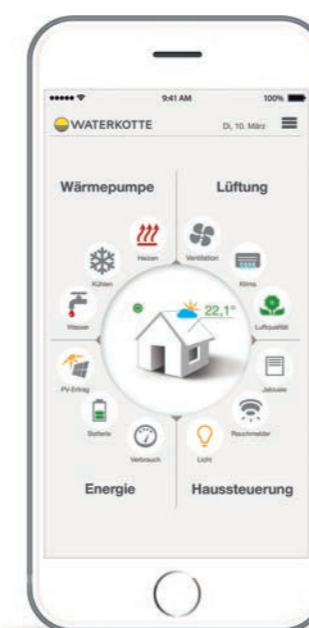 9:41 AM 100%
WATERKOTTE Di, 10. März
Wärmepumpe Lüftung
Heizen Ventilation
Kühlen Klima
Wasser Luftqualität
22,1°
PV-Ertrag Jalousie
Batterie Rauchmelder
Verbrauch Licht
Energie Haussteuerung